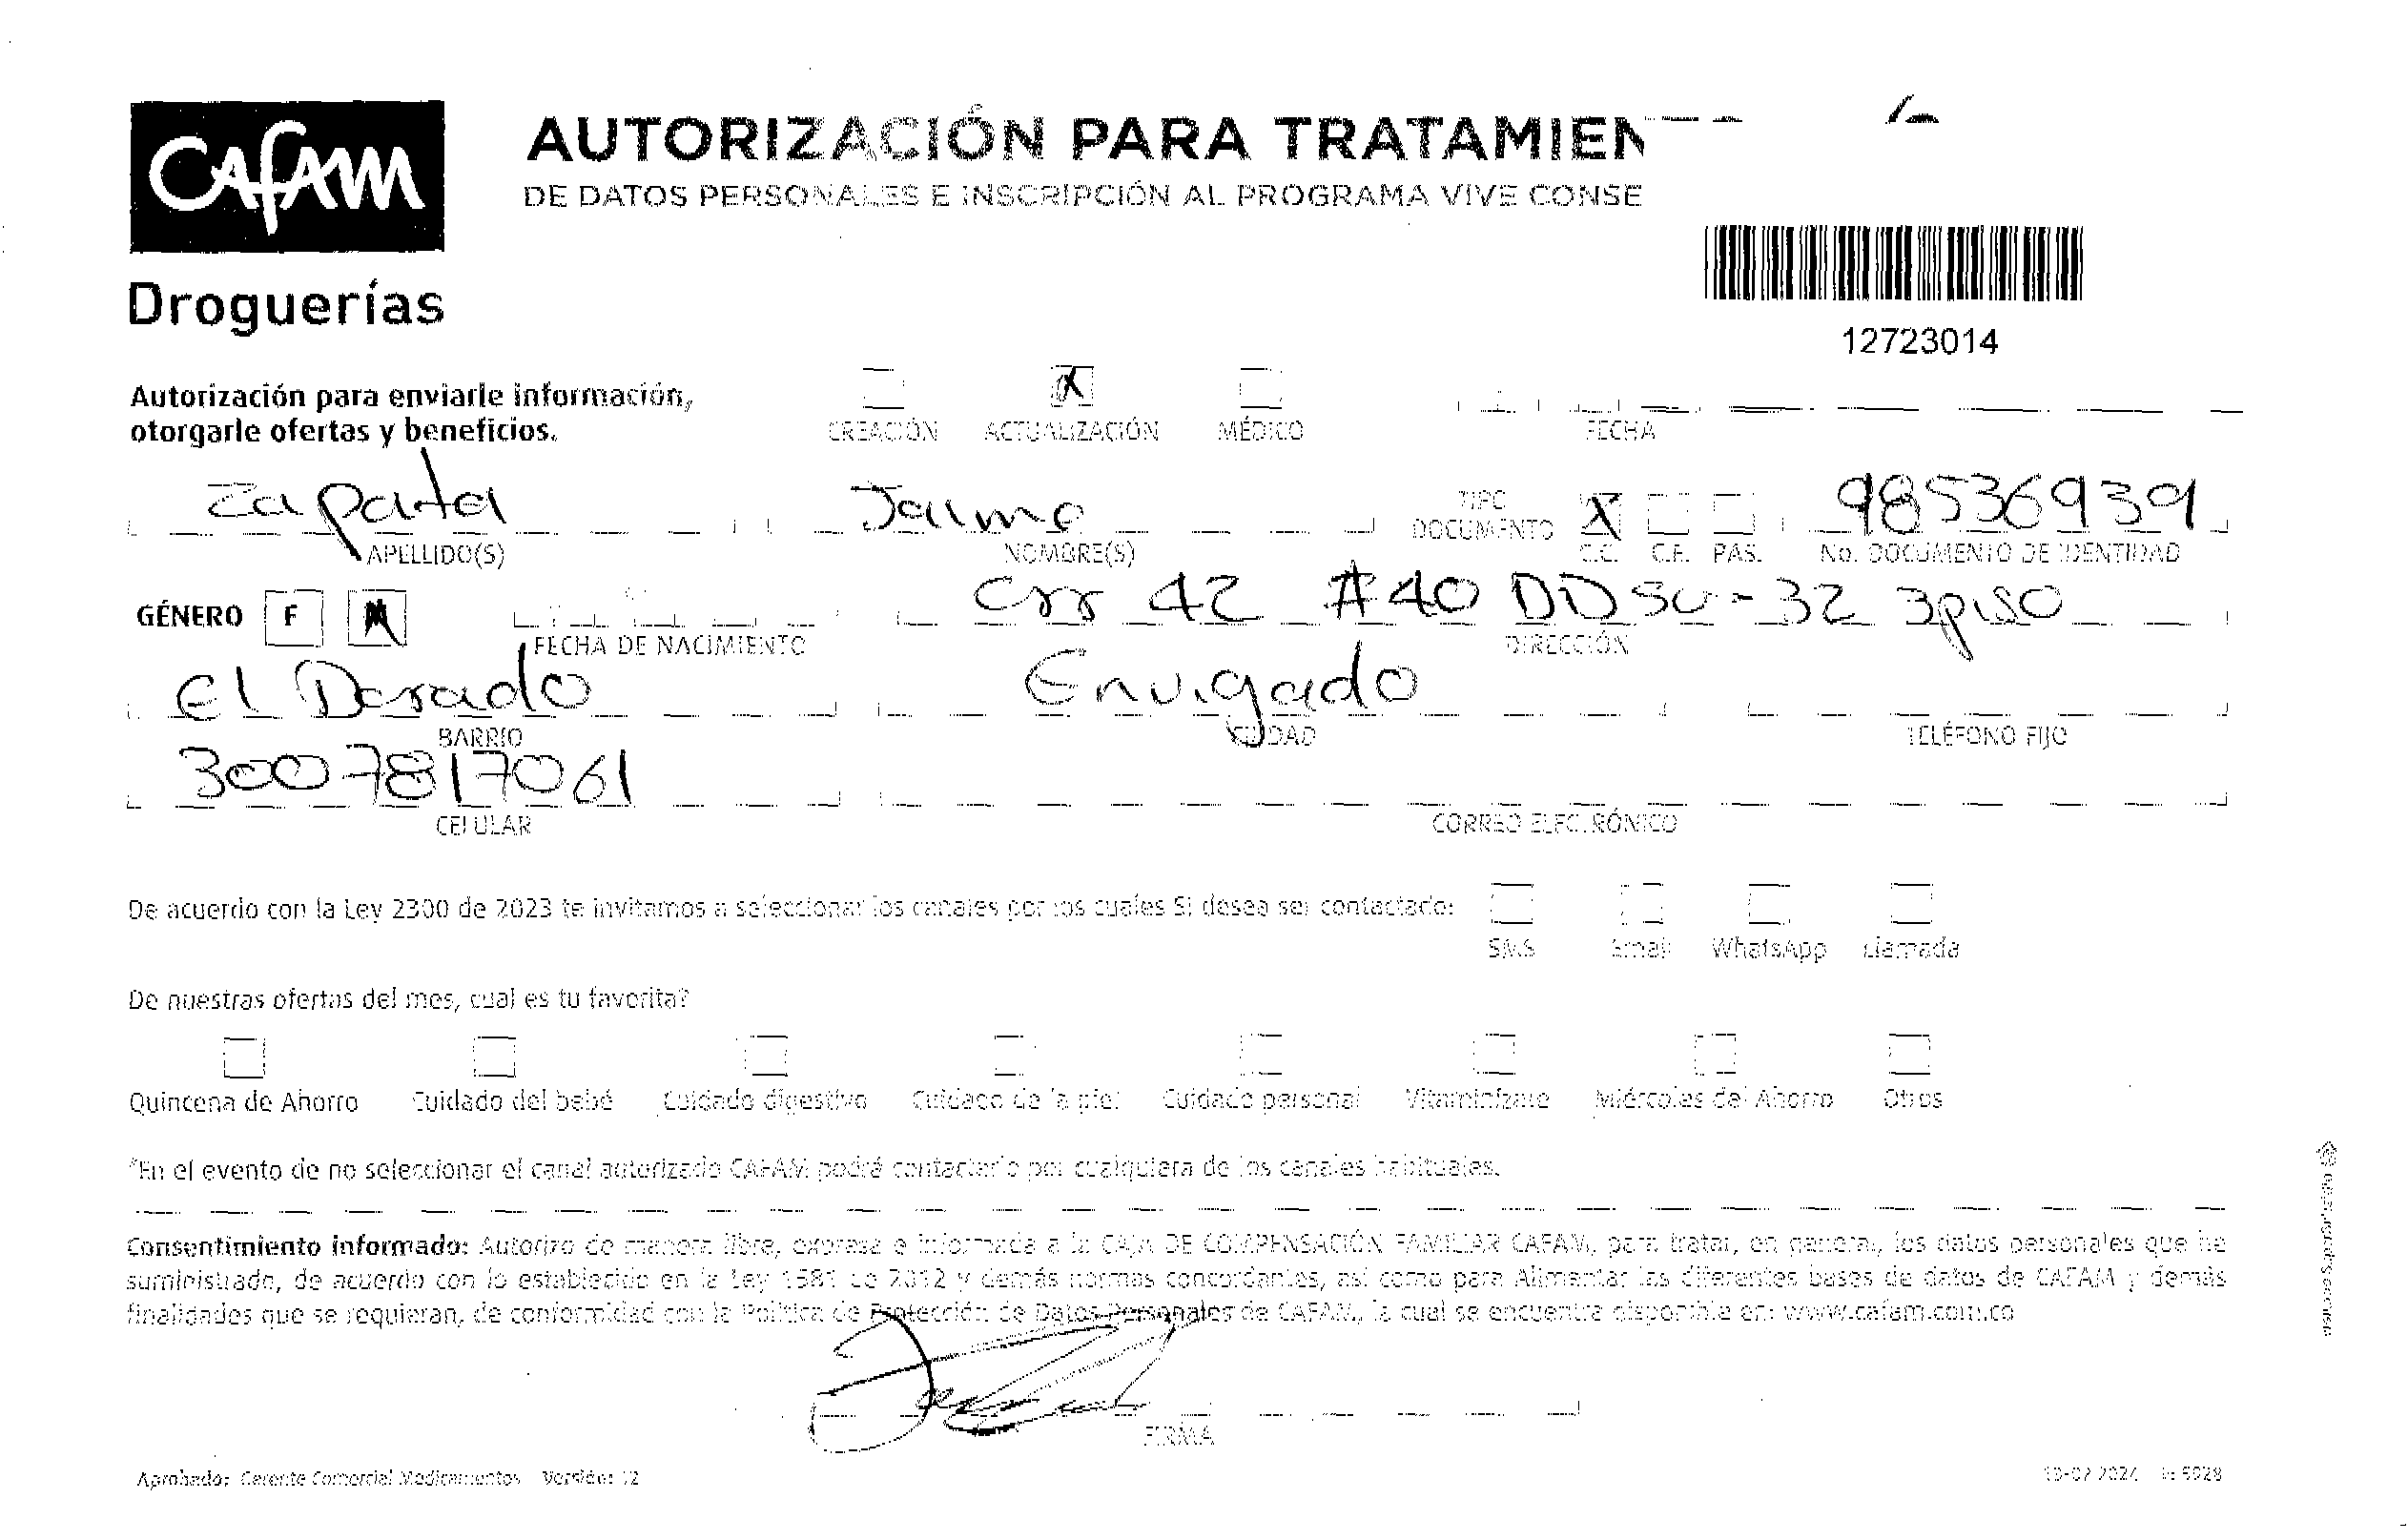 CAFAM
Droguerías
AUTORIZACIÓN PARA TRATAMIEN
DE DATOS PERSONALES E INSCRIPCIÓN AL PROGRAMA VIVE CONSE
12723014
Autorización para enviarle información,
otorgarle ofertas y beneficios.
X
CREACIÓN ACTUALIZACIÓN MÉDICO FECHA
Zapata Jaime TIPO DOCUMENTO X 98536939
APELLIDO(S) NOMBRE(S) C.C. C.E. PAS. No. DOCUMENTO DE IDENTIDAD
GÉNERO F M Crr 42 #40 DD SU-32 3piso
FECHA DE NACIMIENTO DIRECCIÓN
El Dorado Envigado
BARRIO CIUDAD TELÉFONO FIJO
3007817061
CELULAR CORREO ELECTRÓNICO
De acuerdo con la Ley 2300 de 2023 te invitamos a seleccionar los canales por los cuales SI desea ser contactado:
SMS Email WhatsApp Llamada
De nuestras ofertas del mes, cual es tu favorita?
Quincena de Ahorro Cuidado del bebé Cuidado digestivo Cuidado de la piel Cuidado personal Vitaminízate Miércoles del Ahorro Otros
*En el evento de no seleccionar el canal autorizado CAFAM podrá contactarlo por cualquiera de los canales habituales.
Consentimiento informado: Autorizo de manera libre, expresa e informada a la CAJA DE COMPENSACIÓN FAMILIAR CAFAM, para tratar, en general, los datos personales que he
suministrado, de acuerdo con lo establecido en la Ley 1581 de 2012 y demás normas concordantes, así como para Alimentar las diferentes bases de datos de CAFAM y demás
finalidades que se requieran, de conformidad con la Política de Protección de Datos Personales de CAFAM, la cual se encuentra disponible en: www.cafam.com.co
FIRMA
Aprobado: Gerente Comercial Medicamentos Versión: 12